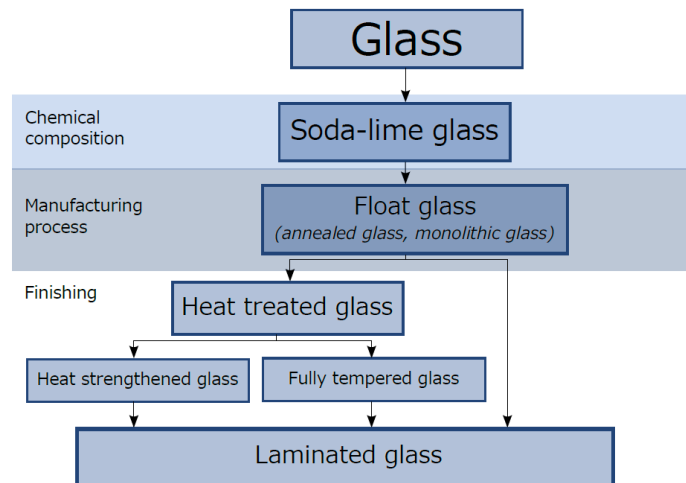 Glass
Chemical
composition
Soda-lime glass
Manufacturing
process
Float glass
(annealed glass, monolithic glass)
Finishing
Heat treated glass
Heat strengthened glass
Fully tempered glass
Laminated glass